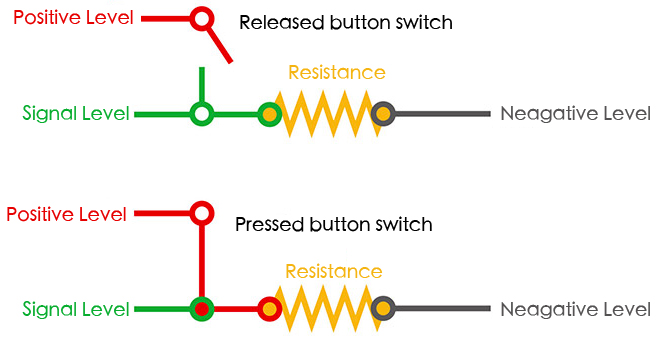 Positive Level
Released button switch
Resistance
Signal Level
Neagative Level
Positive Level
Pressed button switch
Resistance
Signal Level
Neagative Level